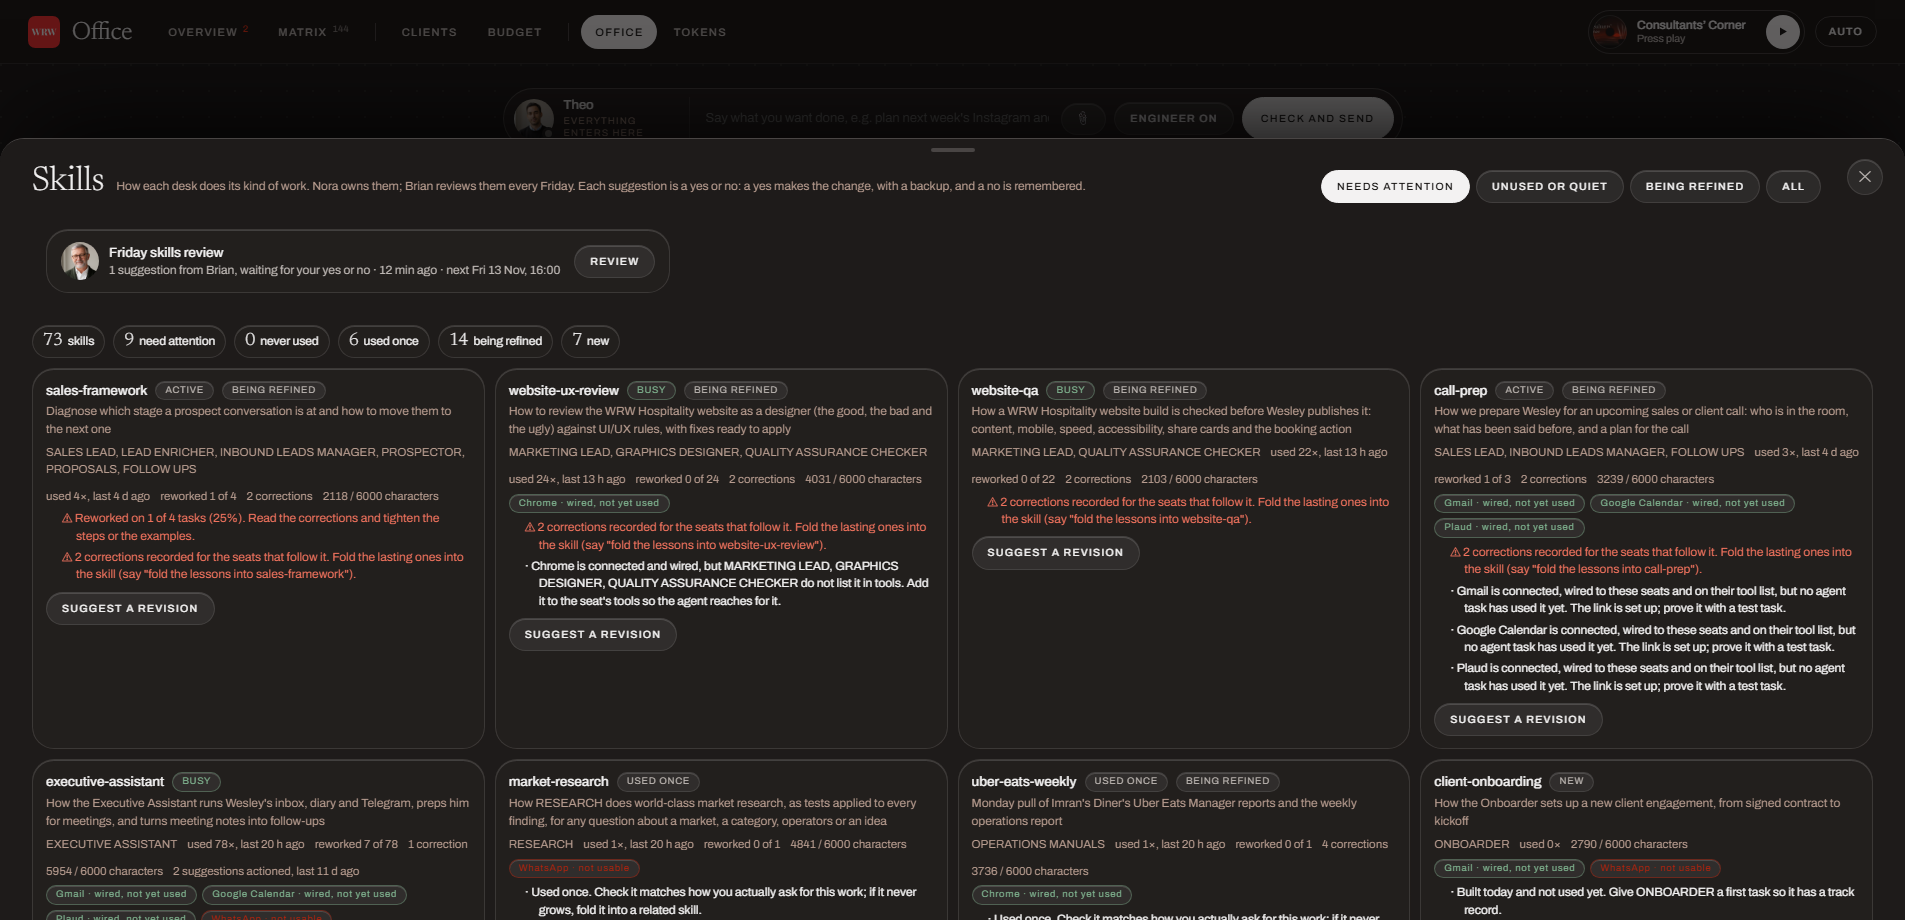 WRW
Office
OVERVIEW 2
MATRIX 144
CLIENTS
BUDGET
OFFICE
TOKENS
Consultants' Corner
Press play
AUTO
Theo
EVERYTHING
ENTERS HERE
Say what you want done, e.g. plan next week's Instagram an
ENGINEER ON
CHECK AND SEND
Skills
How each desk does its kind of work. Nora owns them; Brian reviews them every Friday. Each suggestion is a yes or no: a yes makes the change, with a backup, and a no is remembered.
NEEDS ATTENTION
UNUSED OR QUIET
BEING REFINED
ALL
Friday skills review
1 suggestion from Brian, waiting for your yes or no · 12 min ago · next Fri 13 Nov, 16:00
REVIEW
73 skills
9 need attention
0 never used
6 used once
14 being refined
7 new
sales-framework ACTIVE BEING REFINED
Diagnose which stage a prospect conversation is at and how to move them to
the next one
SALES LEAD, LEAD ENRICHER, INBOUND LEADS MANAGER, PROSPECTOR,
PROPOSALS, FOLLOW UPS
used 4×, last 4 d ago reworked 1 of 4 2 corrections 2118 / 6000 characters
⚠ Reworked on 1 of 4 tasks (25%). Read the corrections and tighten the
steps or the examples.
⚠ 2 corrections recorded for the seats that follow it. Fold the lasting ones into
the skill (say "fold the lessons into sales-framework").
SUGGEST A REVISION
website-ux-review BUSY BEING REFINED
How to review the WRW Hospitality website as a designer (the good, the bad and
the ugly) against UI/UX rules, with fixes ready to apply
MARKETING LEAD, GRAPHICS DESIGNER, QUALITY ASSURANCE CHECKER
used 24×, last 13 h ago reworked 0 of 24 2 corrections 4031 / 6000 characters
Chrome · wired, not yet used
⚠ 2 corrections recorded for the seats that follow it. Fold the lasting ones into
the skill (say "fold the lessons into website-ux-review").
· Chrome is connected and wired, but MARKETING LEAD, GRAPHICS
DESIGNER, QUALITY ASSURANCE CHECKER do not list it in tools. Add
it to the seat's tools so the agent reaches for it.
SUGGEST A REVISION
website-qa BUSY BEING REFINED
How a WRW Hospitality website build is checked before Wesley publishes it:
content, mobile, speed, accessibility, share cards and the booking action
MARKETING LEAD, QUALITY ASSURANCE CHECKER used 22×, last 13 h ago
reworked 0 of 22 2 corrections 2103 / 6000 characters
⚠ 2 corrections recorded for the seats that follow it. Fold the lasting ones into
the skill (say "fold the lessons into website-qa").
SUGGEST A REVISION
call-prep ACTIVE BEING REFINED
How we prepare Wesley for an upcoming sales or client call: who is in the room,
what has been said before, and a plan for the call
SALES LEAD, INBOUND LEADS MANAGER, FOLLOW UPS used 3×, last 4 d ago
reworked 1 of 3 2 corrections 3239 / 6000 characters
Gmail · wired, not yet used Google Calendar · wired, not yet used
Plaud · wired, not yet used
⚠ 2 corrections recorded for the seats that follow it. Fold the lasting ones into
the skill (say "fold the lessons into call-prep").
· Gmail is connected, wired to these seats and on their tool list, but no agent
task has used it yet. The link is set up; prove it with a test task.
· Google Calendar is connected, wired to these seats and on their tool list, but
no agent task has used it yet. The link is set up; prove it with a test task.
· Plaud is connected, wired to these seats and on their tool list, but no agent
task has used it yet. The link is set up; prove it with a test task.
SUGGEST A REVISION
executive-assistant BUSY
How the Executive Assistant runs Wesley's inbox, diary and Telegram, preps him
for meetings, and turns meeting notes into follow-ups
EXECUTIVE ASSISTANT used 78×, last 20 h ago reworked 7 of 78 1 correction
5954 / 6000 characters 2 suggestions actioned, last 11 d ago
Gmail · wired, not yet used Google Calendar · wired, not yet used
Plaud · wired, not yet used WhatsApp · not usable
market-research USED ONCE
How RESEARCH does world-class market research, as tests applied to every
finding, for any question about a market, a category, operators or an idea
RESEARCH used 1×, last 20 h ago reworked 0 of 1 4841 / 6000 characters
WhatsApp · not usable
· Used once. Check it matches how you actually ask for this work; if it never
grows, fold it into a related skill.
uber-eats-weekly USED ONCE BEING REFINED
Monday pull of Imran's Diner's Uber Eats Manager reports and the weekly
operations report
OPERATIONS MANUALS used 1×, last 20 h ago reworked 0 of 1 4 corrections
3736 / 6000 characters
Chrome · wired, not yet used
· Used once. Check it matches how you actually ask for this work; if it never
client-onboarding NEW
How the Onboarder sets up a new client engagement, from signed contract to
kickoff
ONBOARDER used 0× 2790 / 6000 characters
Gmail · wired, not yet used WhatsApp · not usable
· Built today and not used yet. Give ONBOARDER a first task so it has a track
record.